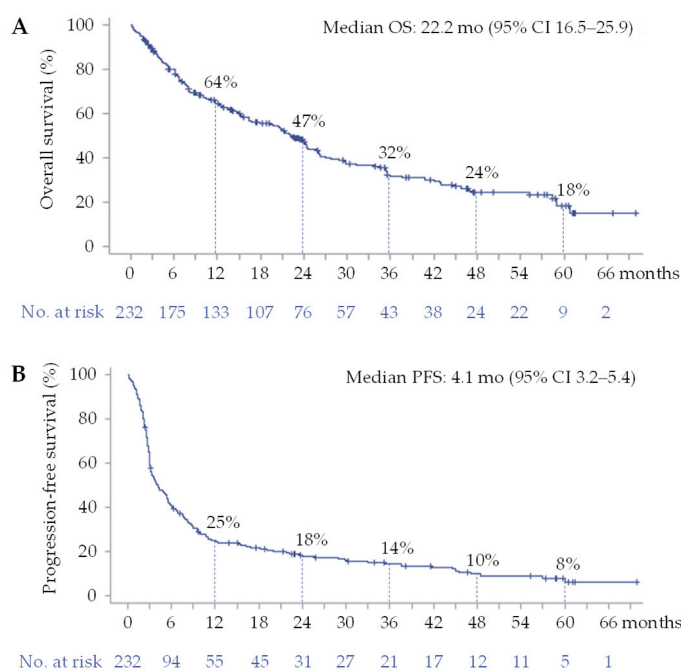 A
Median OS: 22.2 mo (95% CI 16.5–25.9)
Overall survival (%)
100
80
60
40
20
0
64%
47%
32%
24%
18%
0 6 12 18 24 30 36 42 48 54 60 66 months
No. at risk 232 175 133 107 76 57 43 38 24 22 9 2
B
Median PFS: 4.1 mo (95% CI 3.2–5.4)
Progression-free survival (%)
100
80
60
40
20
0
25%
18%
14%
10%
8%
0 6 12 18 24 30 36 42 48 54 60 66 months
No. at risk 232 94 55 45 31 27 21 17 12 11 5 1